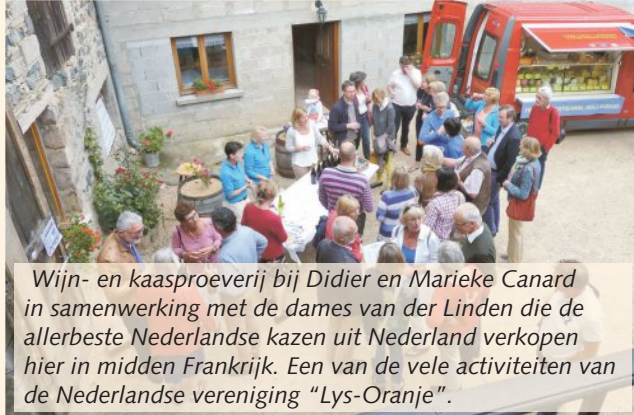 Wijn- en kaasproeverij bij Didier en Marieke Canard
in samenwerking met de dames van der Linden die de
allerbeste Nederlandse kazen uit Nederland verkopen
hier in midden Frankrijk. Een van de vele activiteiten van
de Nederlandse vereniging “Lys-Oranje”.